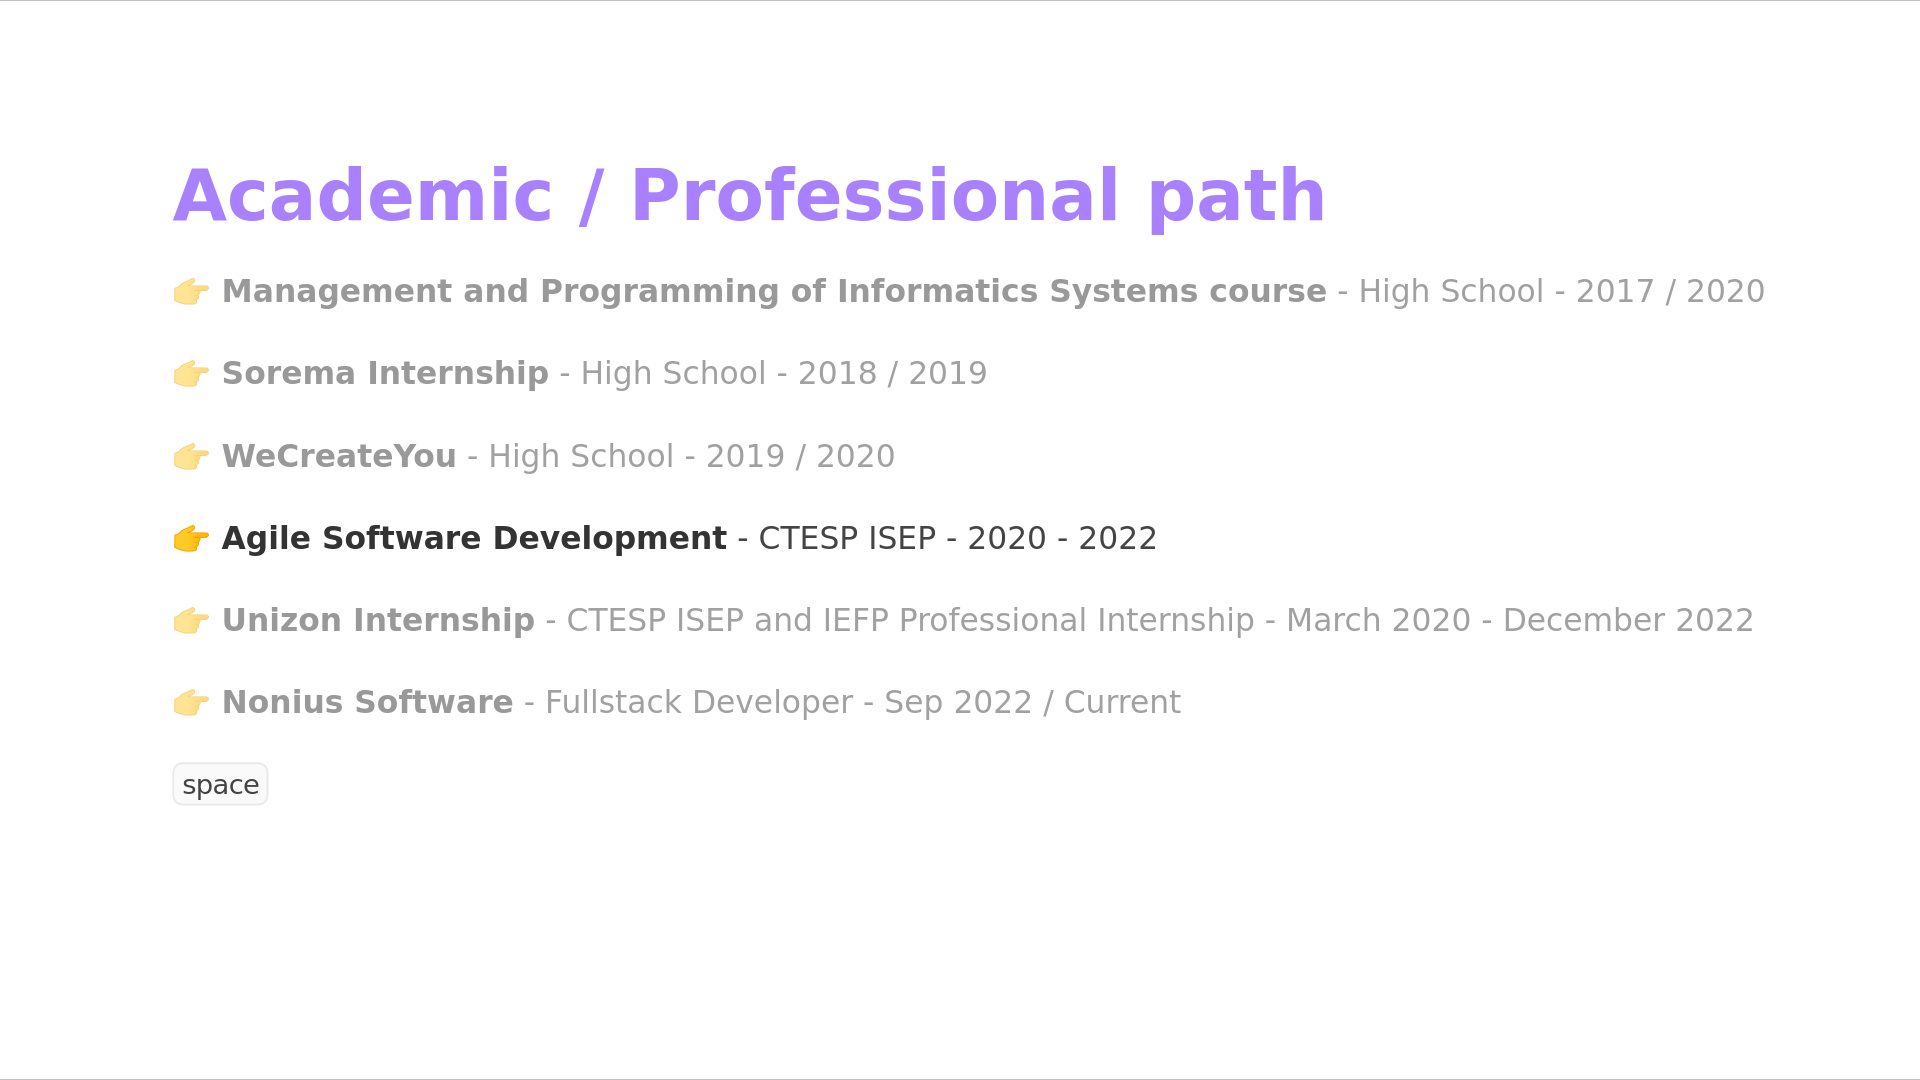 Academic / Professional path
👉 Management and Programming of Informatics Systems course - High School - 2017 / 2020
👉 Sorema Internship - High School - 2018 / 2019
👉 WeCreateYou - High School - 2019 / 2020
👉 Agile Software Development - CTESP ISEP - 2020 - 2022
👉 Unizon Internship - CTESP ISEP and IEFP Professional Internship - March 2020 - December 2022
👉 Nonius Software - Fullstack Developer - Sep 2022 / Current
space